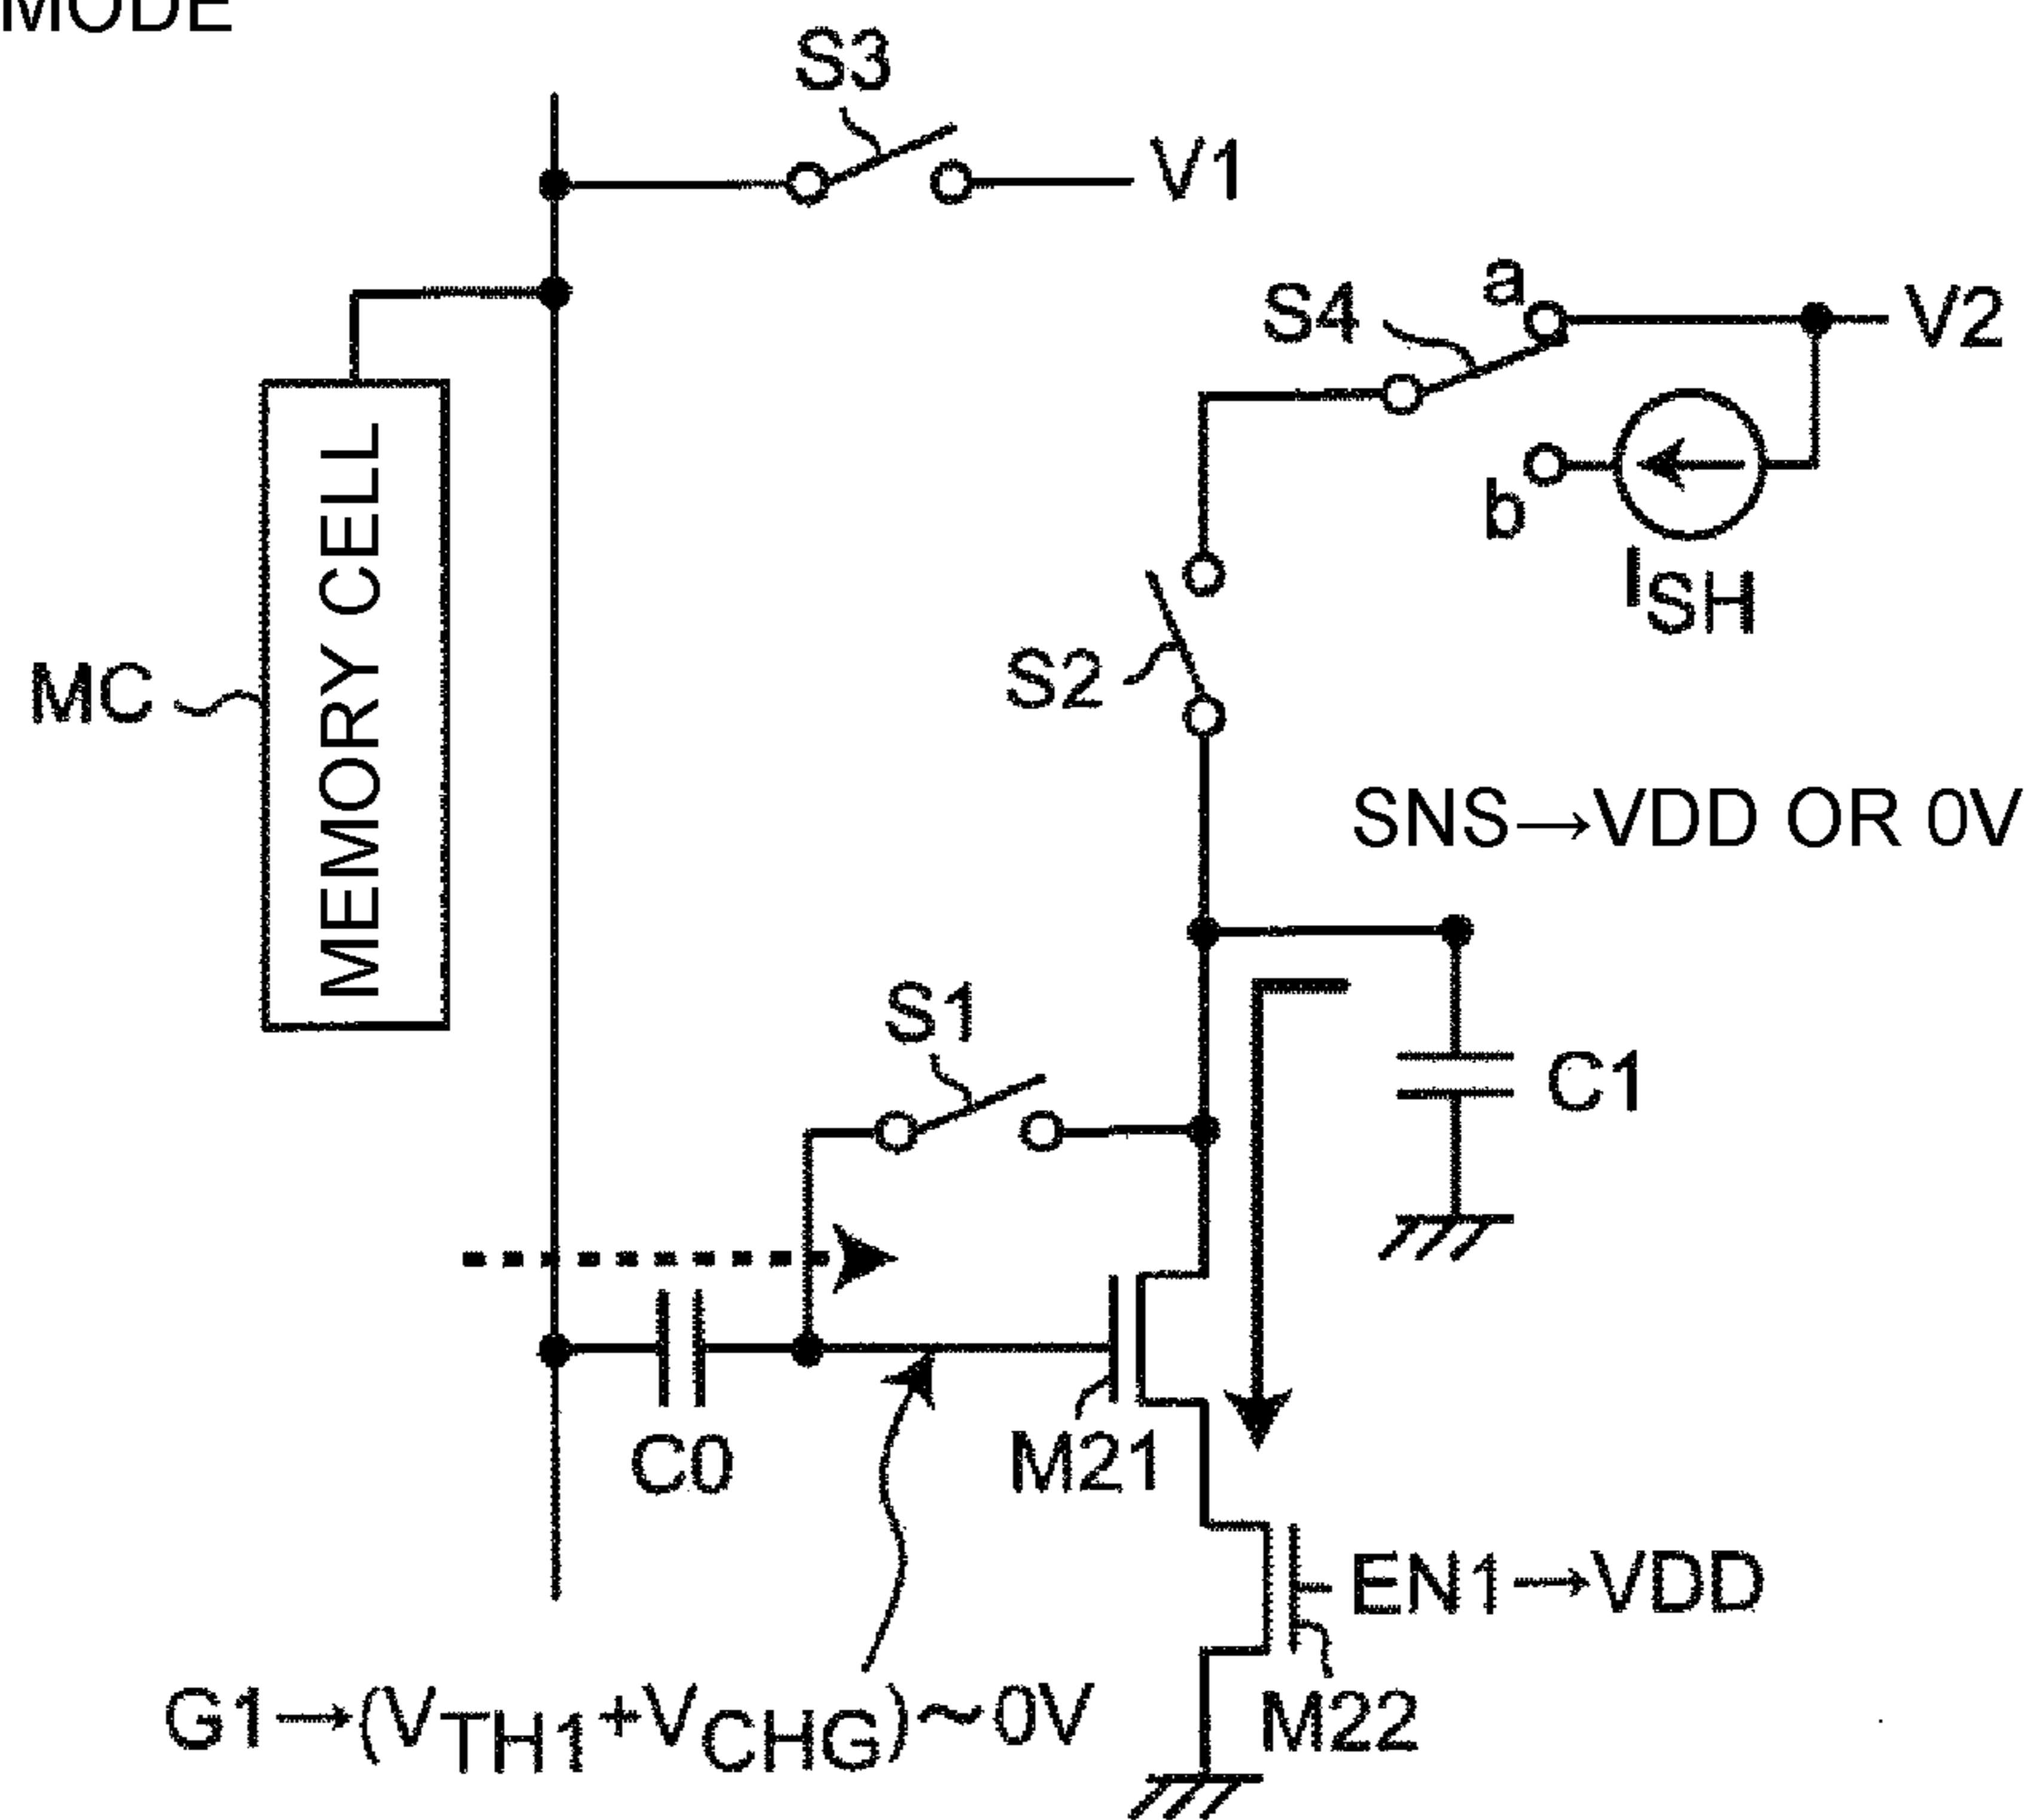 MODE
S3
V1
a
S4
V2
b
I_SH
S2
MC
MEMORY CELL
SNS→VDD OR 0V
S1
C1
C0
M21
EN1→VDD
G1→(V_TH1+V_CHG)~0V
M22